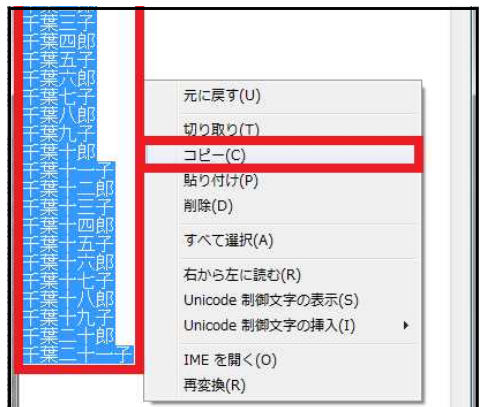 千葉三子
千葉四郎
千葉五子
千葉六郎
千葉七子
千葉八郎
千葉九子
千葉十郎
千葉十一子
千葉十二郎
千葉十三子
千葉十四郎
千葉十五子
千葉十六郎
千葉十七子
千葉十八郎
千葉十九子
千葉二十郎
千葉二十一子
元に戻す(U)
切り取り(T)
コピー(C)
貼り付け(P)
削除(D)
すべて選択(A)
右から左に読む(R)
Unicode 制御文字の表示(S)
Unicode 制御文字の挿入(I)
IME を開く(O)
再変換(R)